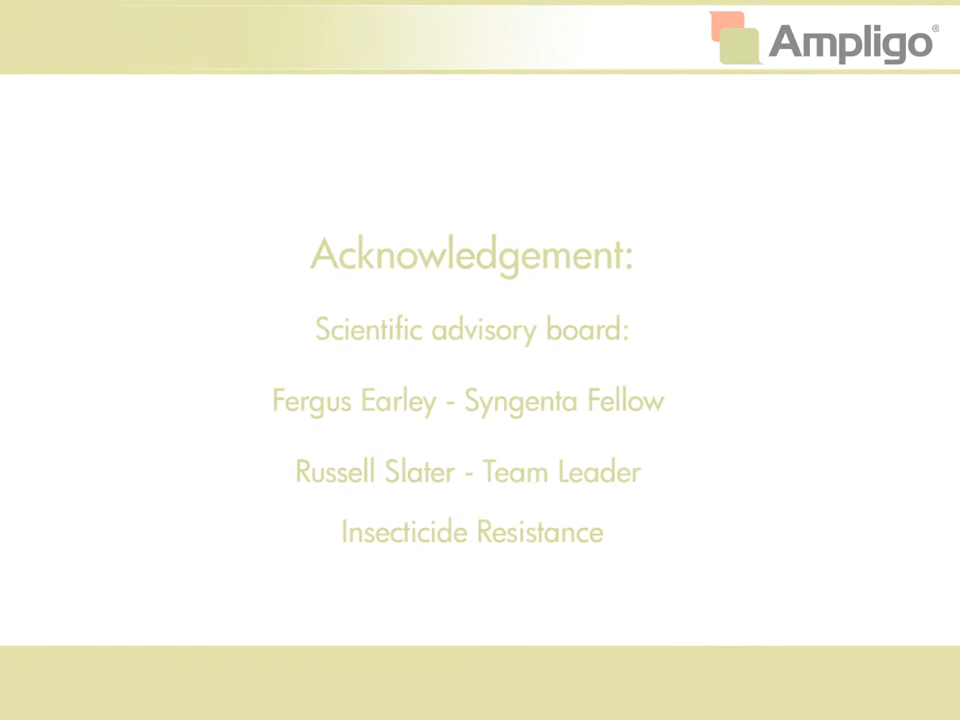 Ampligo®
Acknowledgement:
Scientific advisory board:
Fergus Earley - Syngenta Fellow
Russell Slater - Team Leader
Insecticide Resistance